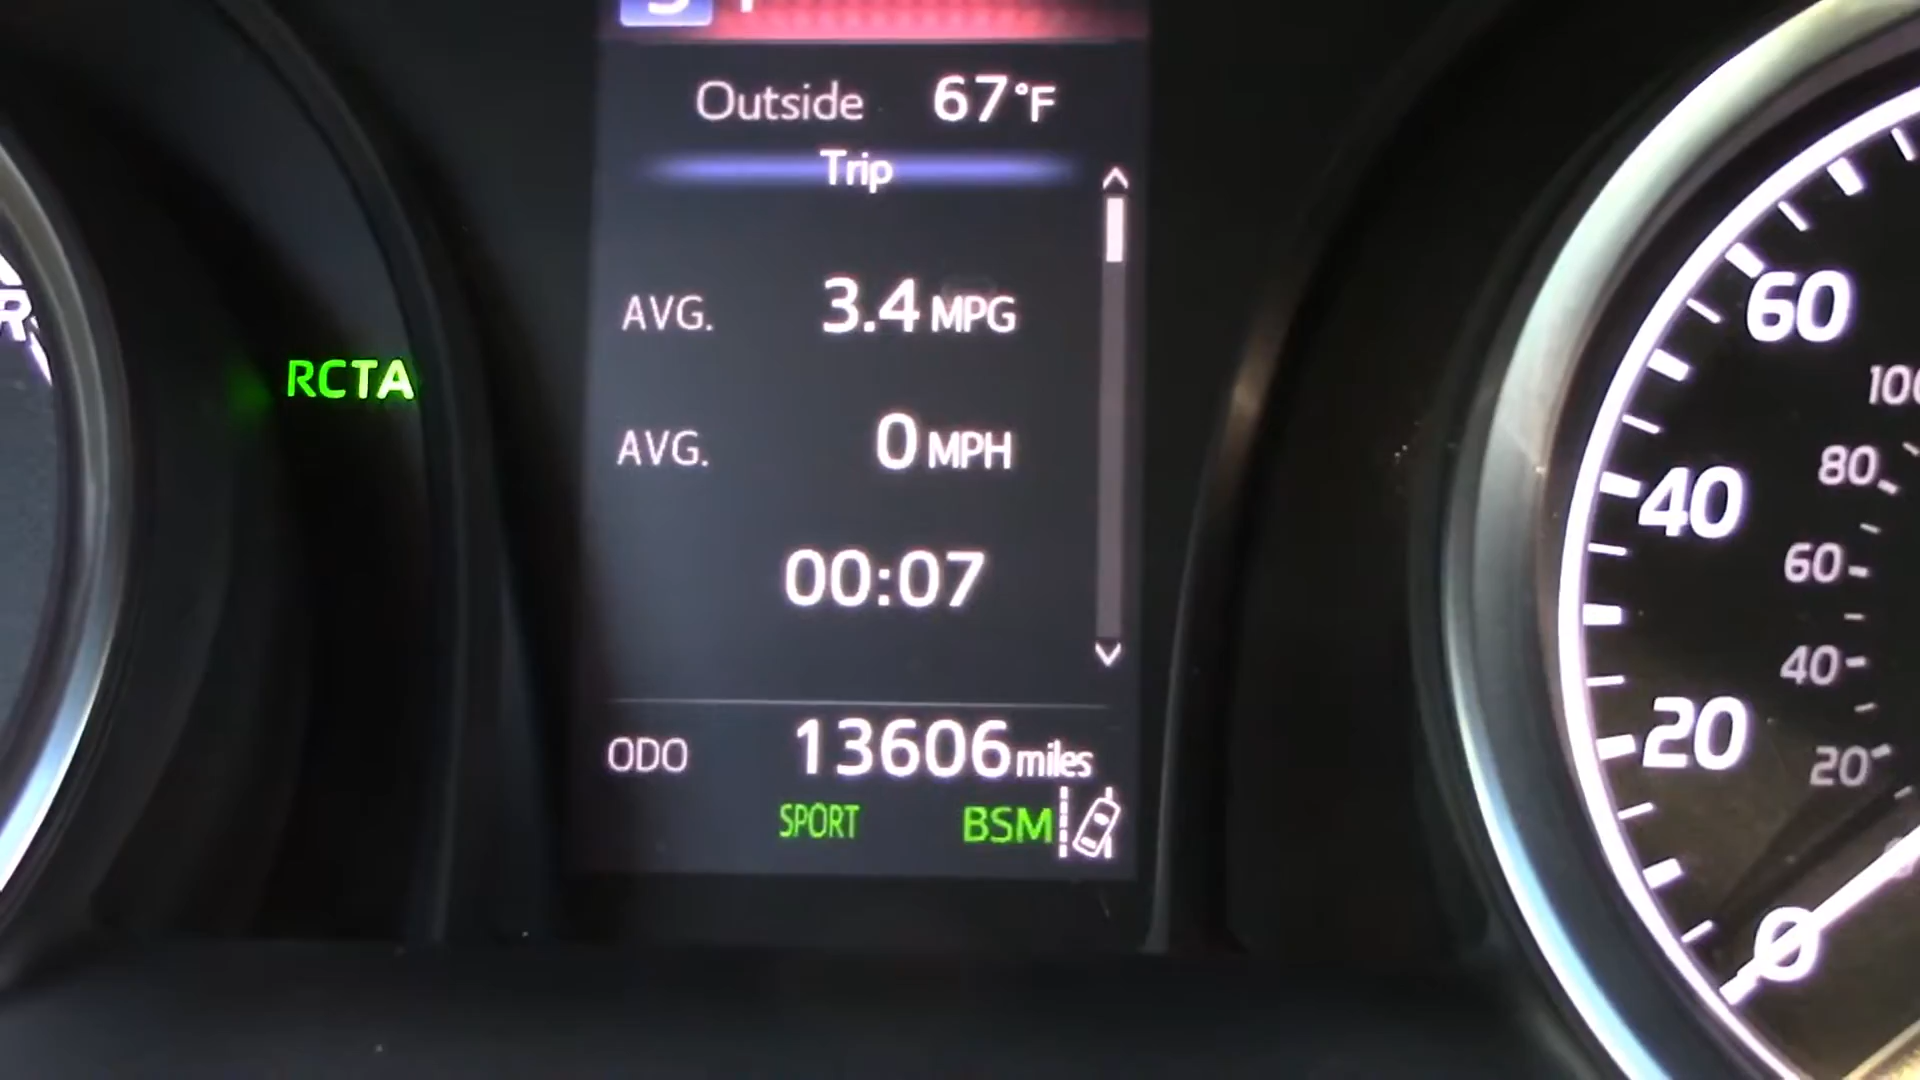 Outside 67°F
Trip
AVG. 3.4 MPG
RCTA
AVG. 0 MPH
00:07
ODO 13606 miles
SPORT BSM
60
40
20
0
80
60
40
20